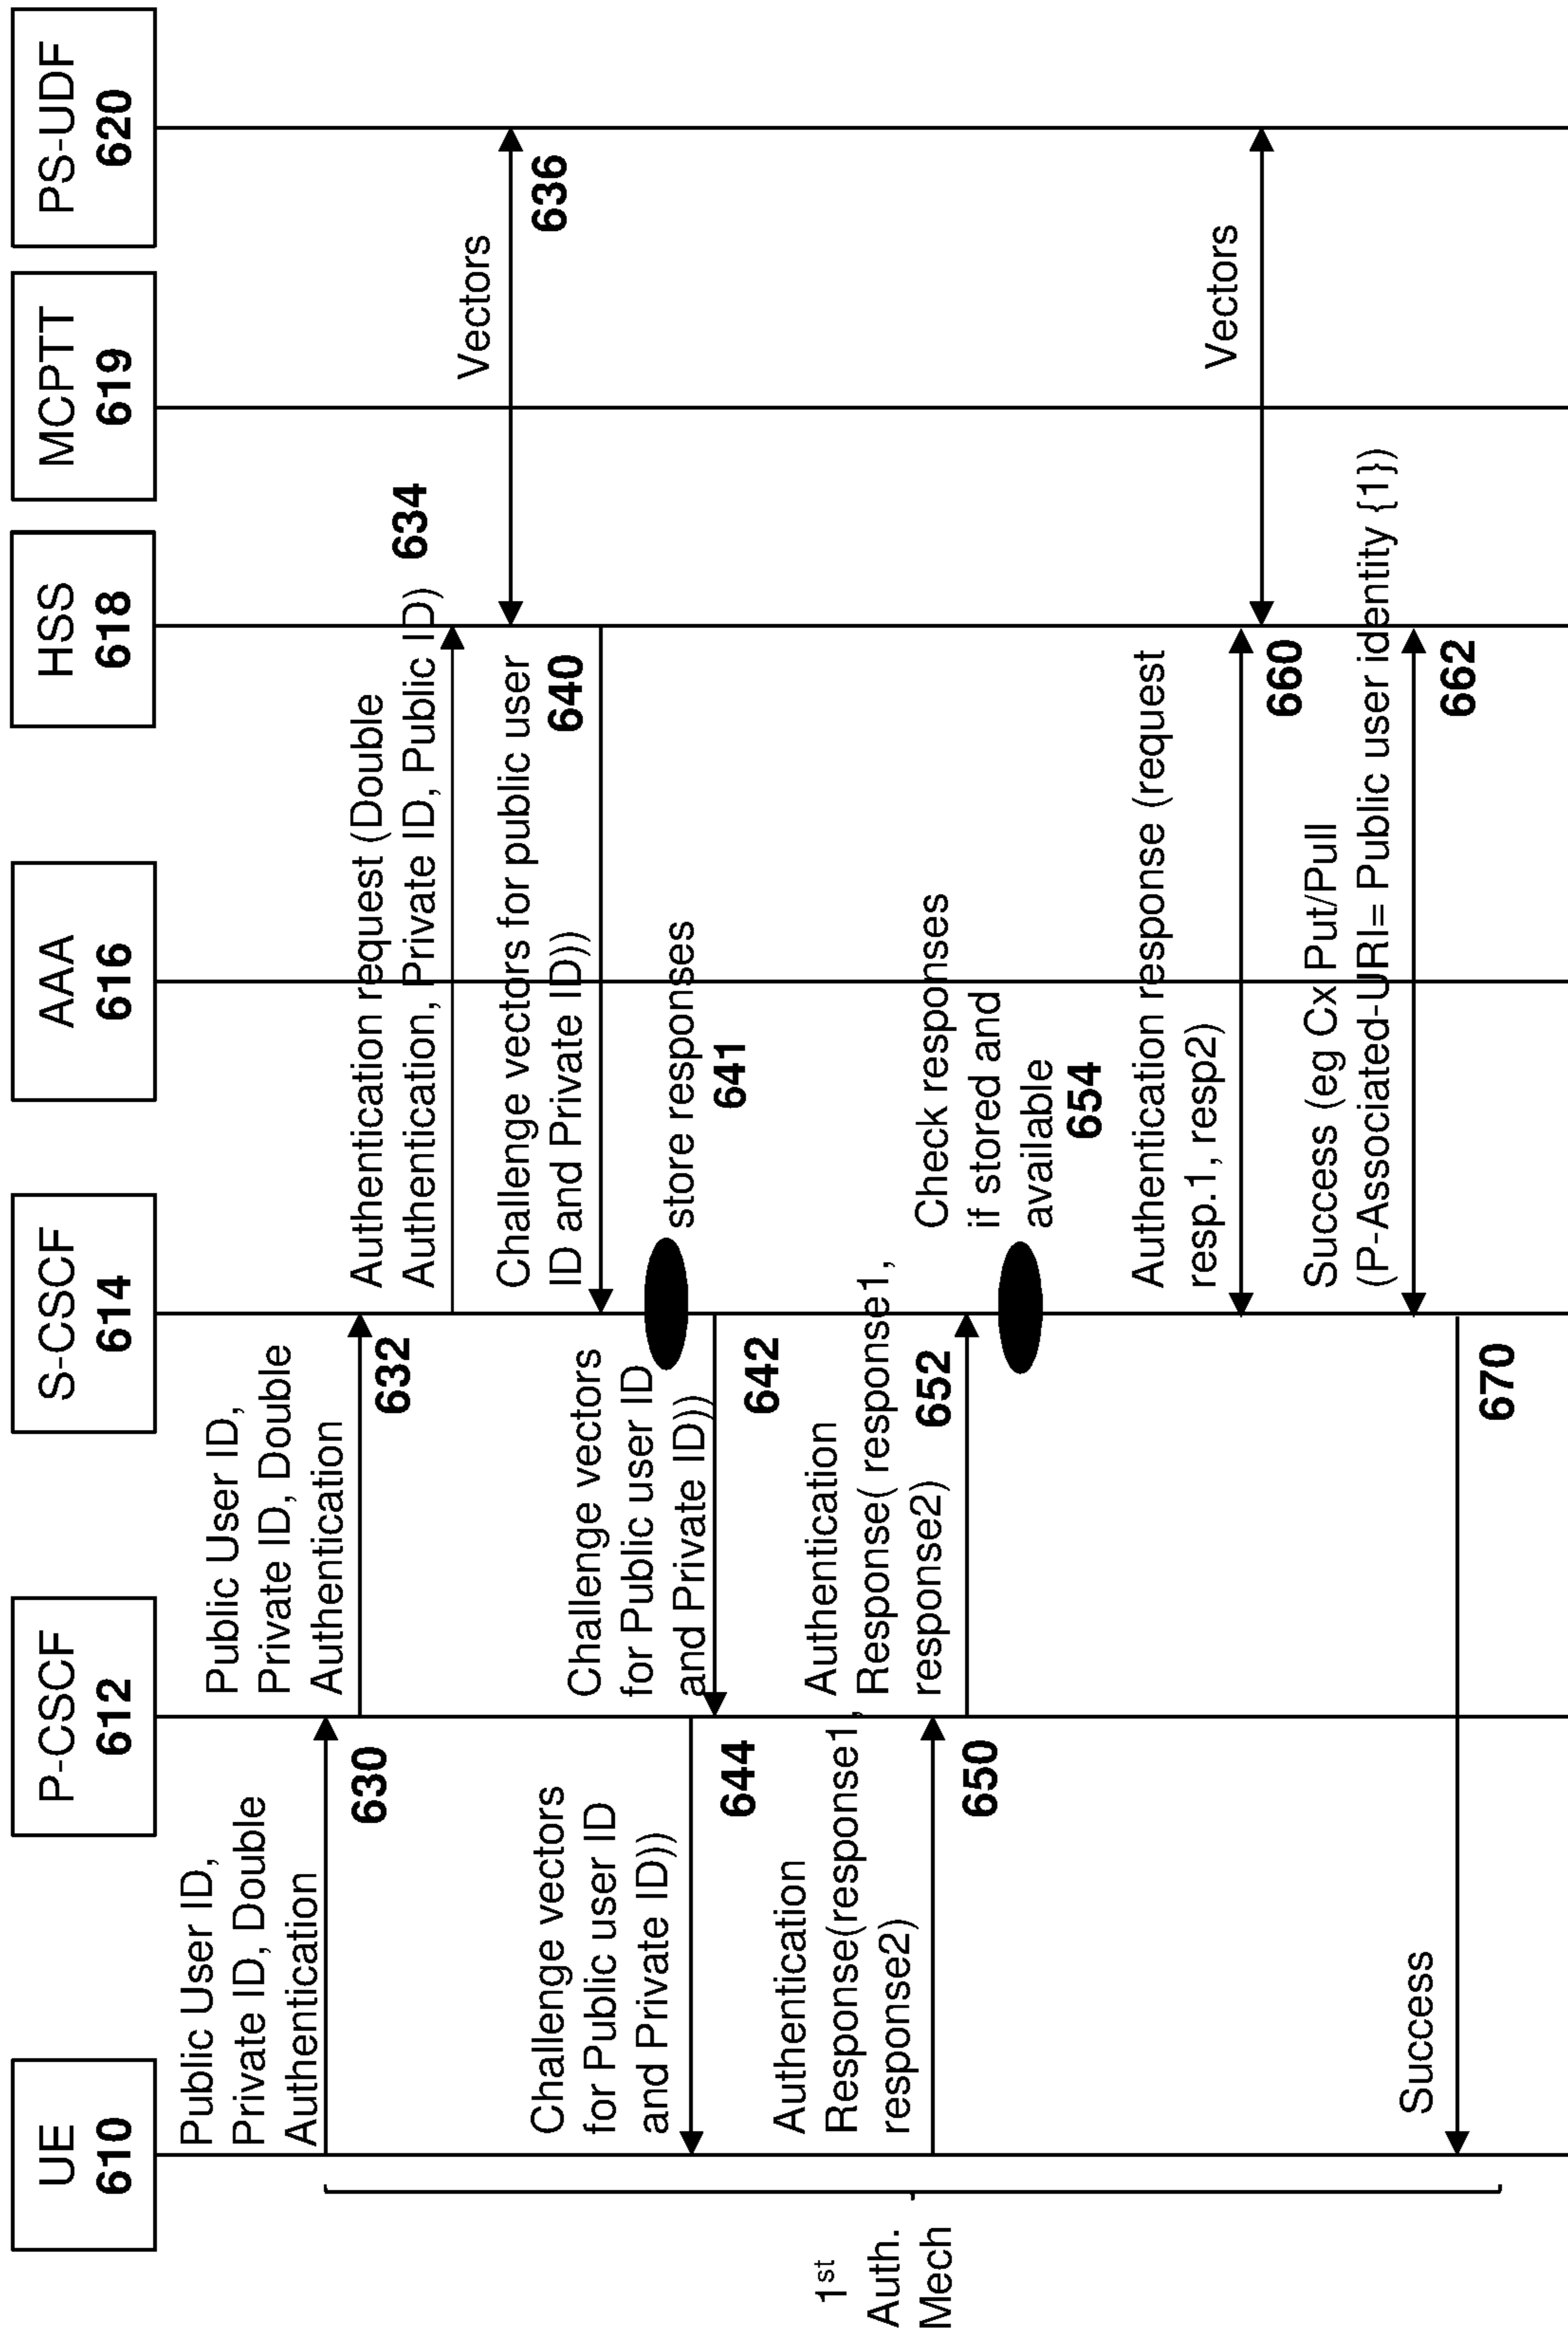 UE
610
P-CSCF
612
S-CSCF
614
AAA
616
HSS
618
MCPTT
619
PS-UDF
620
Public User ID,
Private ID, Double
Authentication
630
Public User ID,
Private ID, Double
Authentication
632
Authentication request (Double
Authentication, Private ID, Public ID)
634
Vectors
636
Challenge vectors for public user
ID and Private ID))
640
store responses
641
Challenge vectors
for Public user ID
and Private ID))
642
Challenge vectors
for Public user ID
and Private ID))
644
Authentication
Response(response1,
response2)
650
Authentication
Response( response1,
response2)
652
Check responses
if stored and
available
654
Authentication response (request
resp.1, resp2)
660
Vectors
Success (eg Cx Put/Pull
(P-Associated-URI= Public user identity {1})
662
Success
670
1st
Auth.
Mech